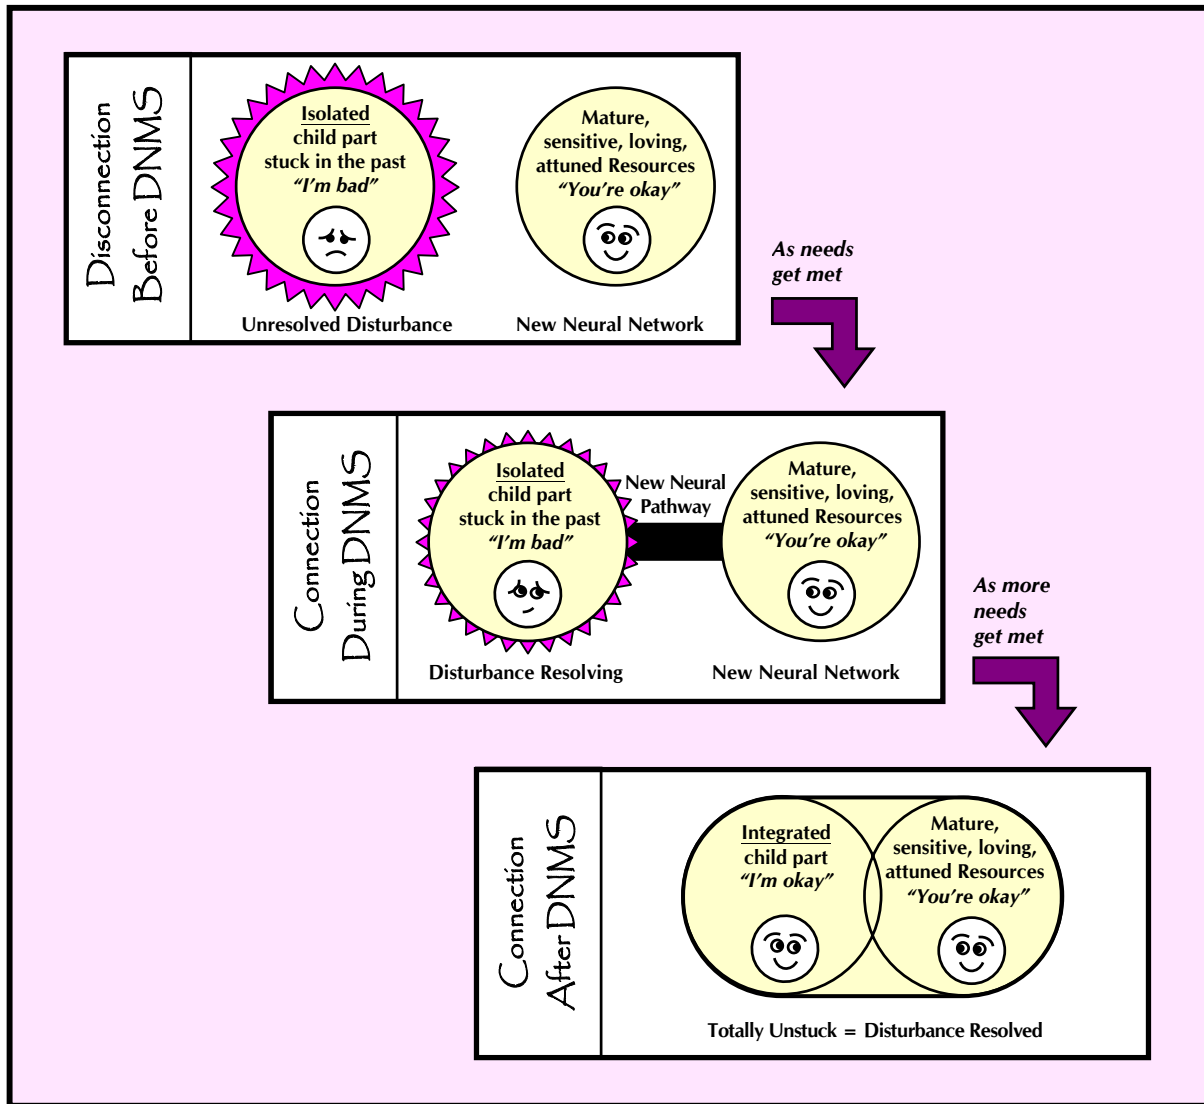 Disconnection
Before DNMS
Isolated
child part
stuck in the past
“I’m bad”
Unresolved Disturbance
Mature,
sensitive, loving,
attuned Resources
“You’re okay”
New Neural Network
As needs
get met
Connection
During DNMS
Isolated
child part
stuck in the past
“I’m bad”
Disturbance Resolving
New Neural
Pathway
Mature,
sensitive, loving,
attuned Resources
“You’re okay”
New Neural Network
As more
needs
get met
Connection
After DNMS
Integrated
child part
“I’m okay”
Mature,
sensitive, loving,
attuned Resources
“You’re okay”
Totally Unstuck = Disturbance Resolved